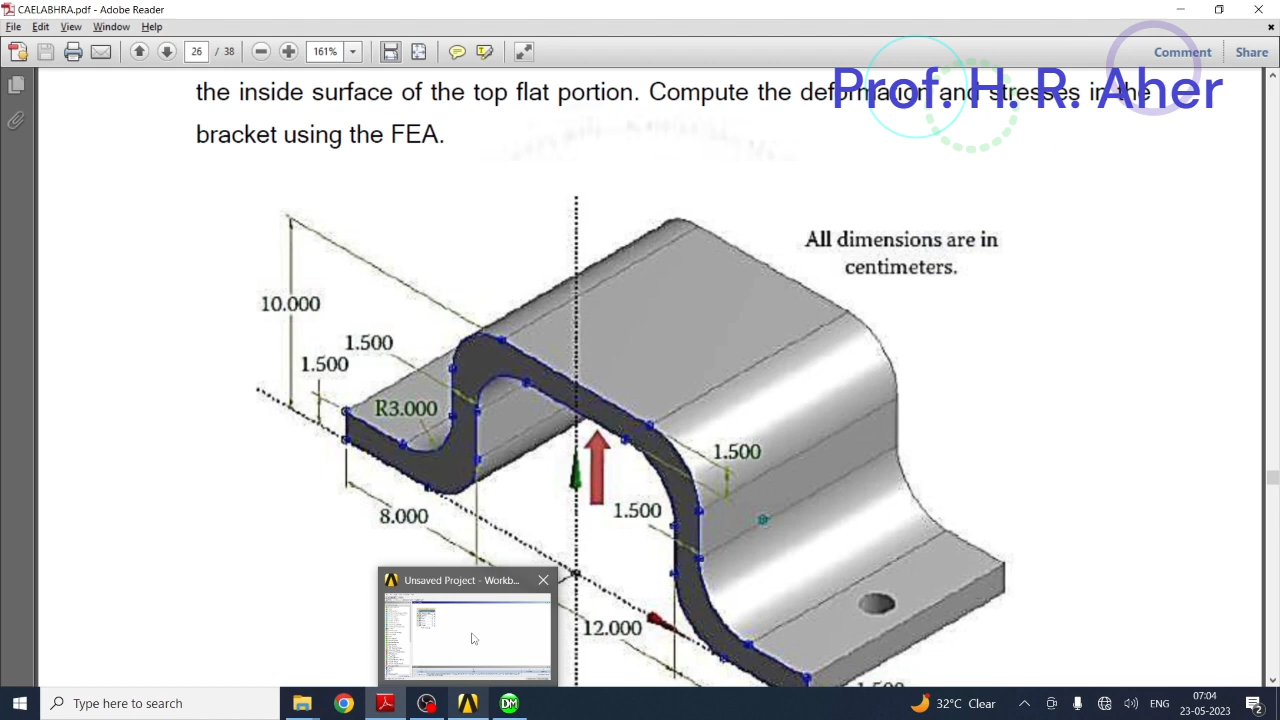 CAELABHRA.pdf - Adobe Reader
File Edit View Window Help
26 / 38 161% Comment Share
Prof. H. R. Aher
the inside surface of the top flat portion. Compute the deformation and stresses in the
bracket using the FEA.
All dimensions are in
centimeters.
10.000
1.500
1.500
R3.000
1.500
1.500
8.000
12.000
1.500
Unsaved Project - Workb...
Type here to search
32°C Clear
ENG
07:04
23-05-2023
2